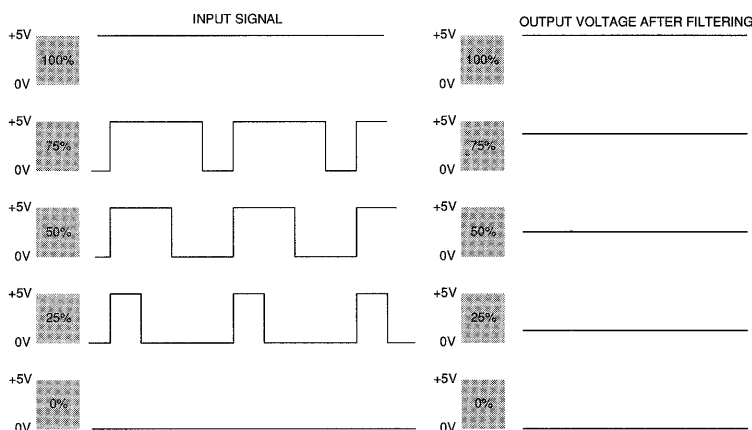 INPUT SIGNAL
OUTPUT VOLTAGE AFTER FILTERING
+5V
100%
0V
+5V
100%
0V
+5V
75%
0V
+5V
75%
0V
+5V
50%
0V
+5V
50%
0V
+5V
25%
0V
+5V
25%
0V
+5V
0%
0V
+5V
0%
0V